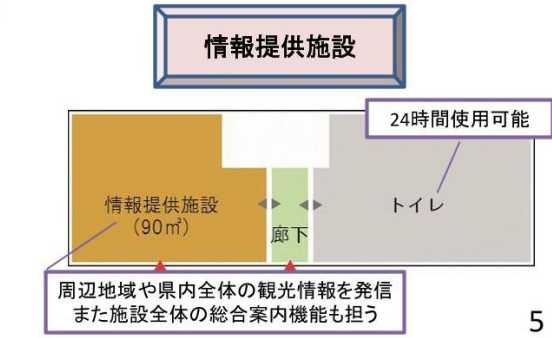 情報提供施設
24時間使用可能
情報提供施設
（90㎡）
廊下
トイレ
周辺地域や県内全体の観光情報を発信
また施設全体の総合案内機能も担う
5